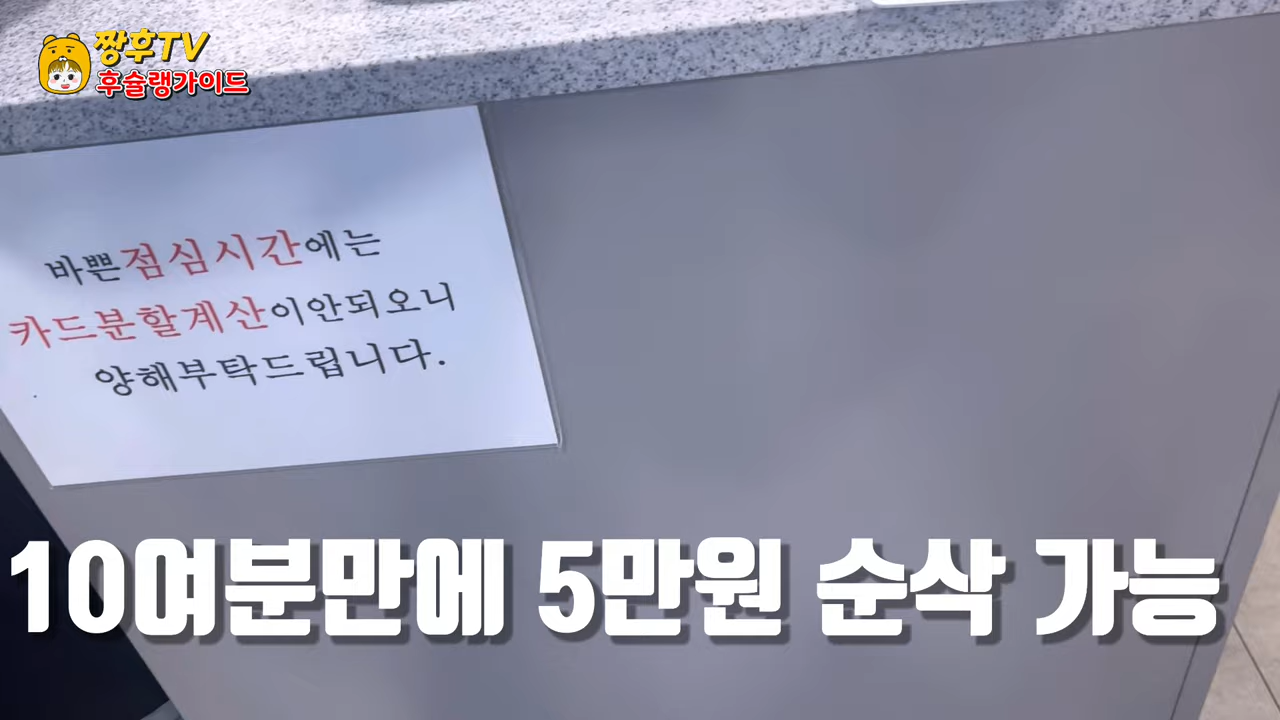 짱후TV
후슐랭가이드
바쁜점심시간에는
카드분할계산이안되오니
양해부탁드립니다.
10여분만에 5만원 순삭 가능